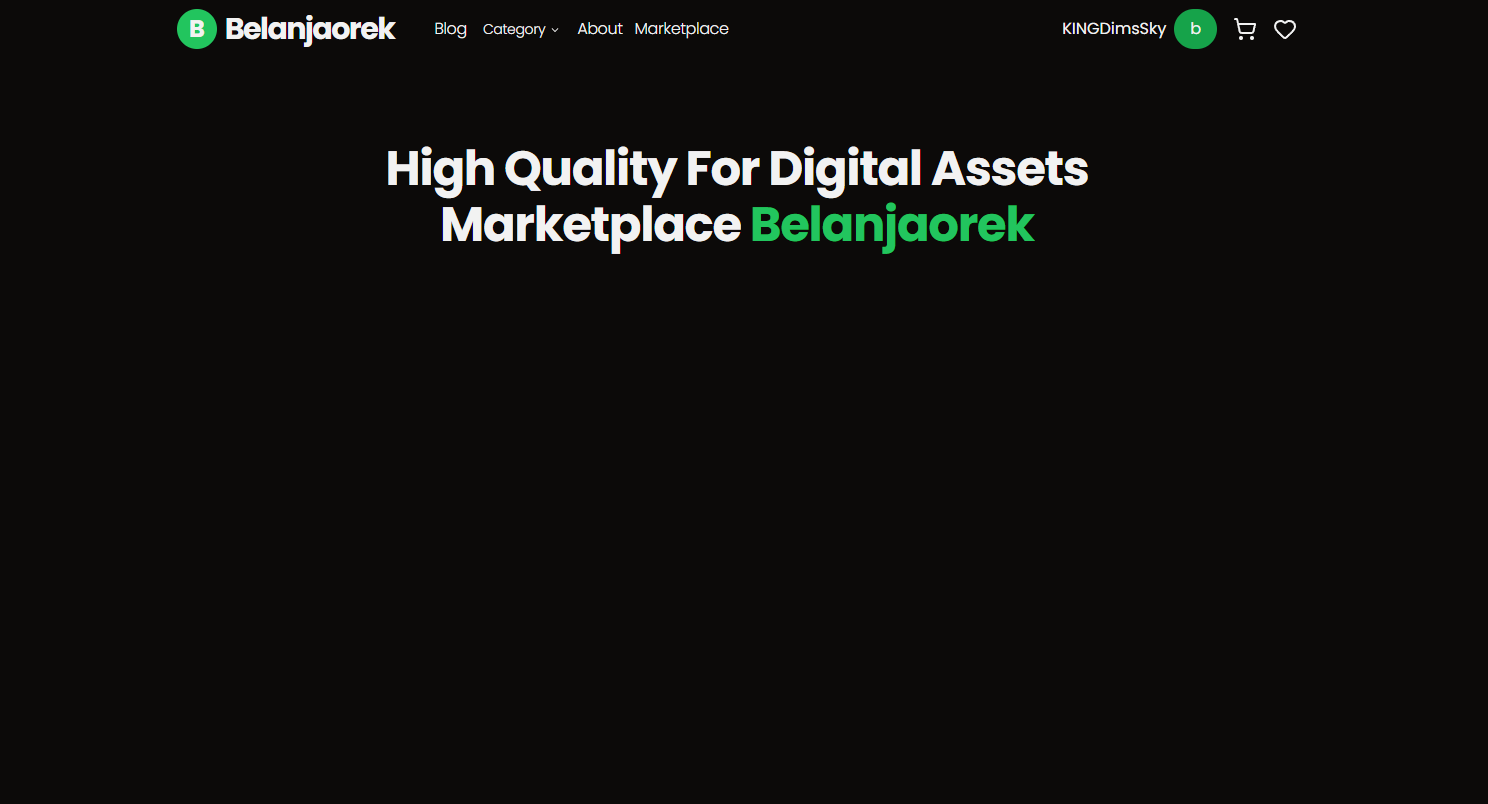 B Belanjaorek Blog Category About Marketplace KINGDimsSky b
High Quality For Digital Assets
Marketplace Belanjaorek